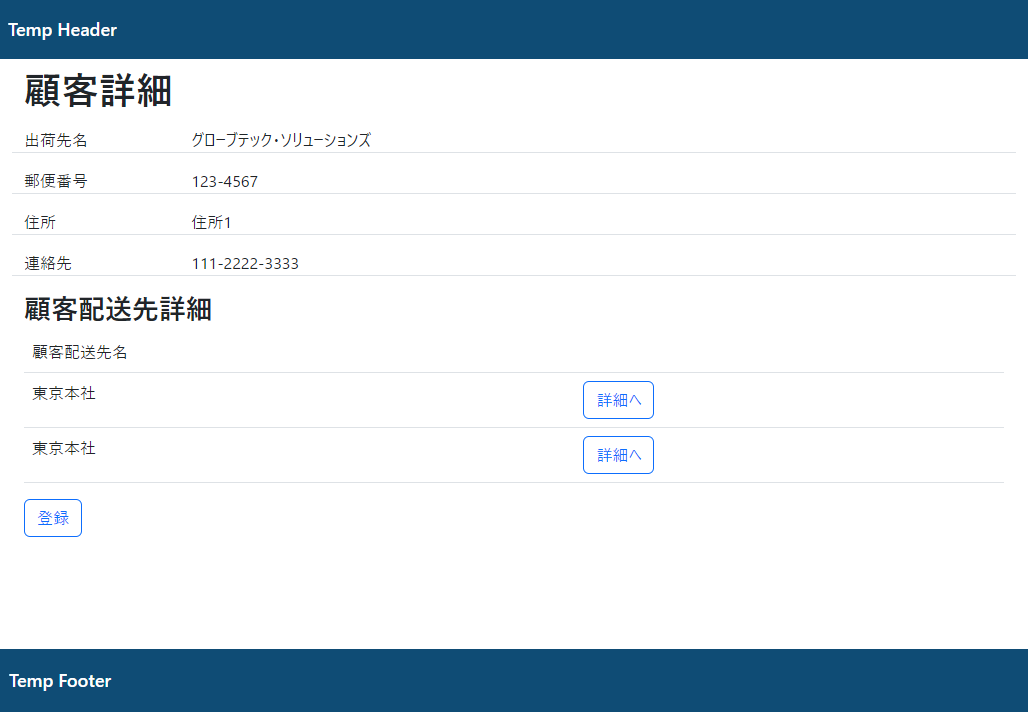 Temp Header
顧客詳細
出荷先名 グローブテック・ソリューションズ
郵便番号 123-4567
住所 住所1
連絡先 111-2222-3333
顧客配送先詳細
顧客配送先名
東京本社 詳細へ
東京本社 詳細へ
登録
Temp Footer